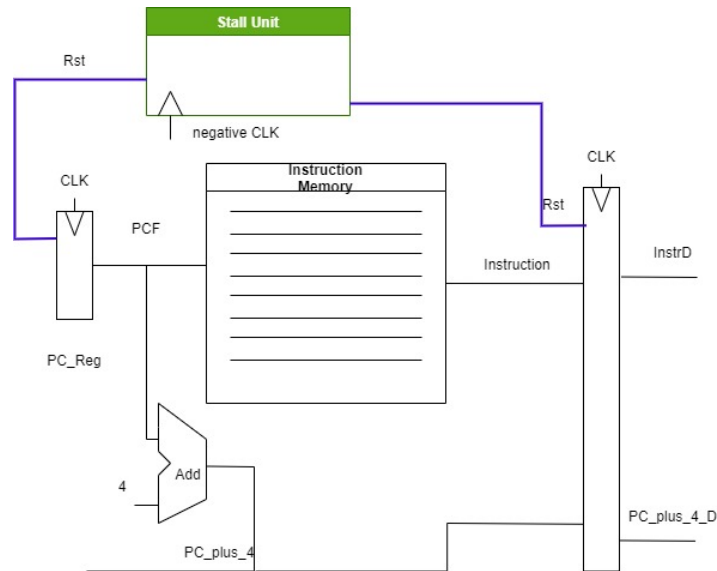 Stall Unit
Rst
negative CLK
CLK
Instruction
Memory
CLK
Rst
PCF
Instruction
InstrD
PC_Reg
Add
4
PC_plus_4
PC_plus_4_D